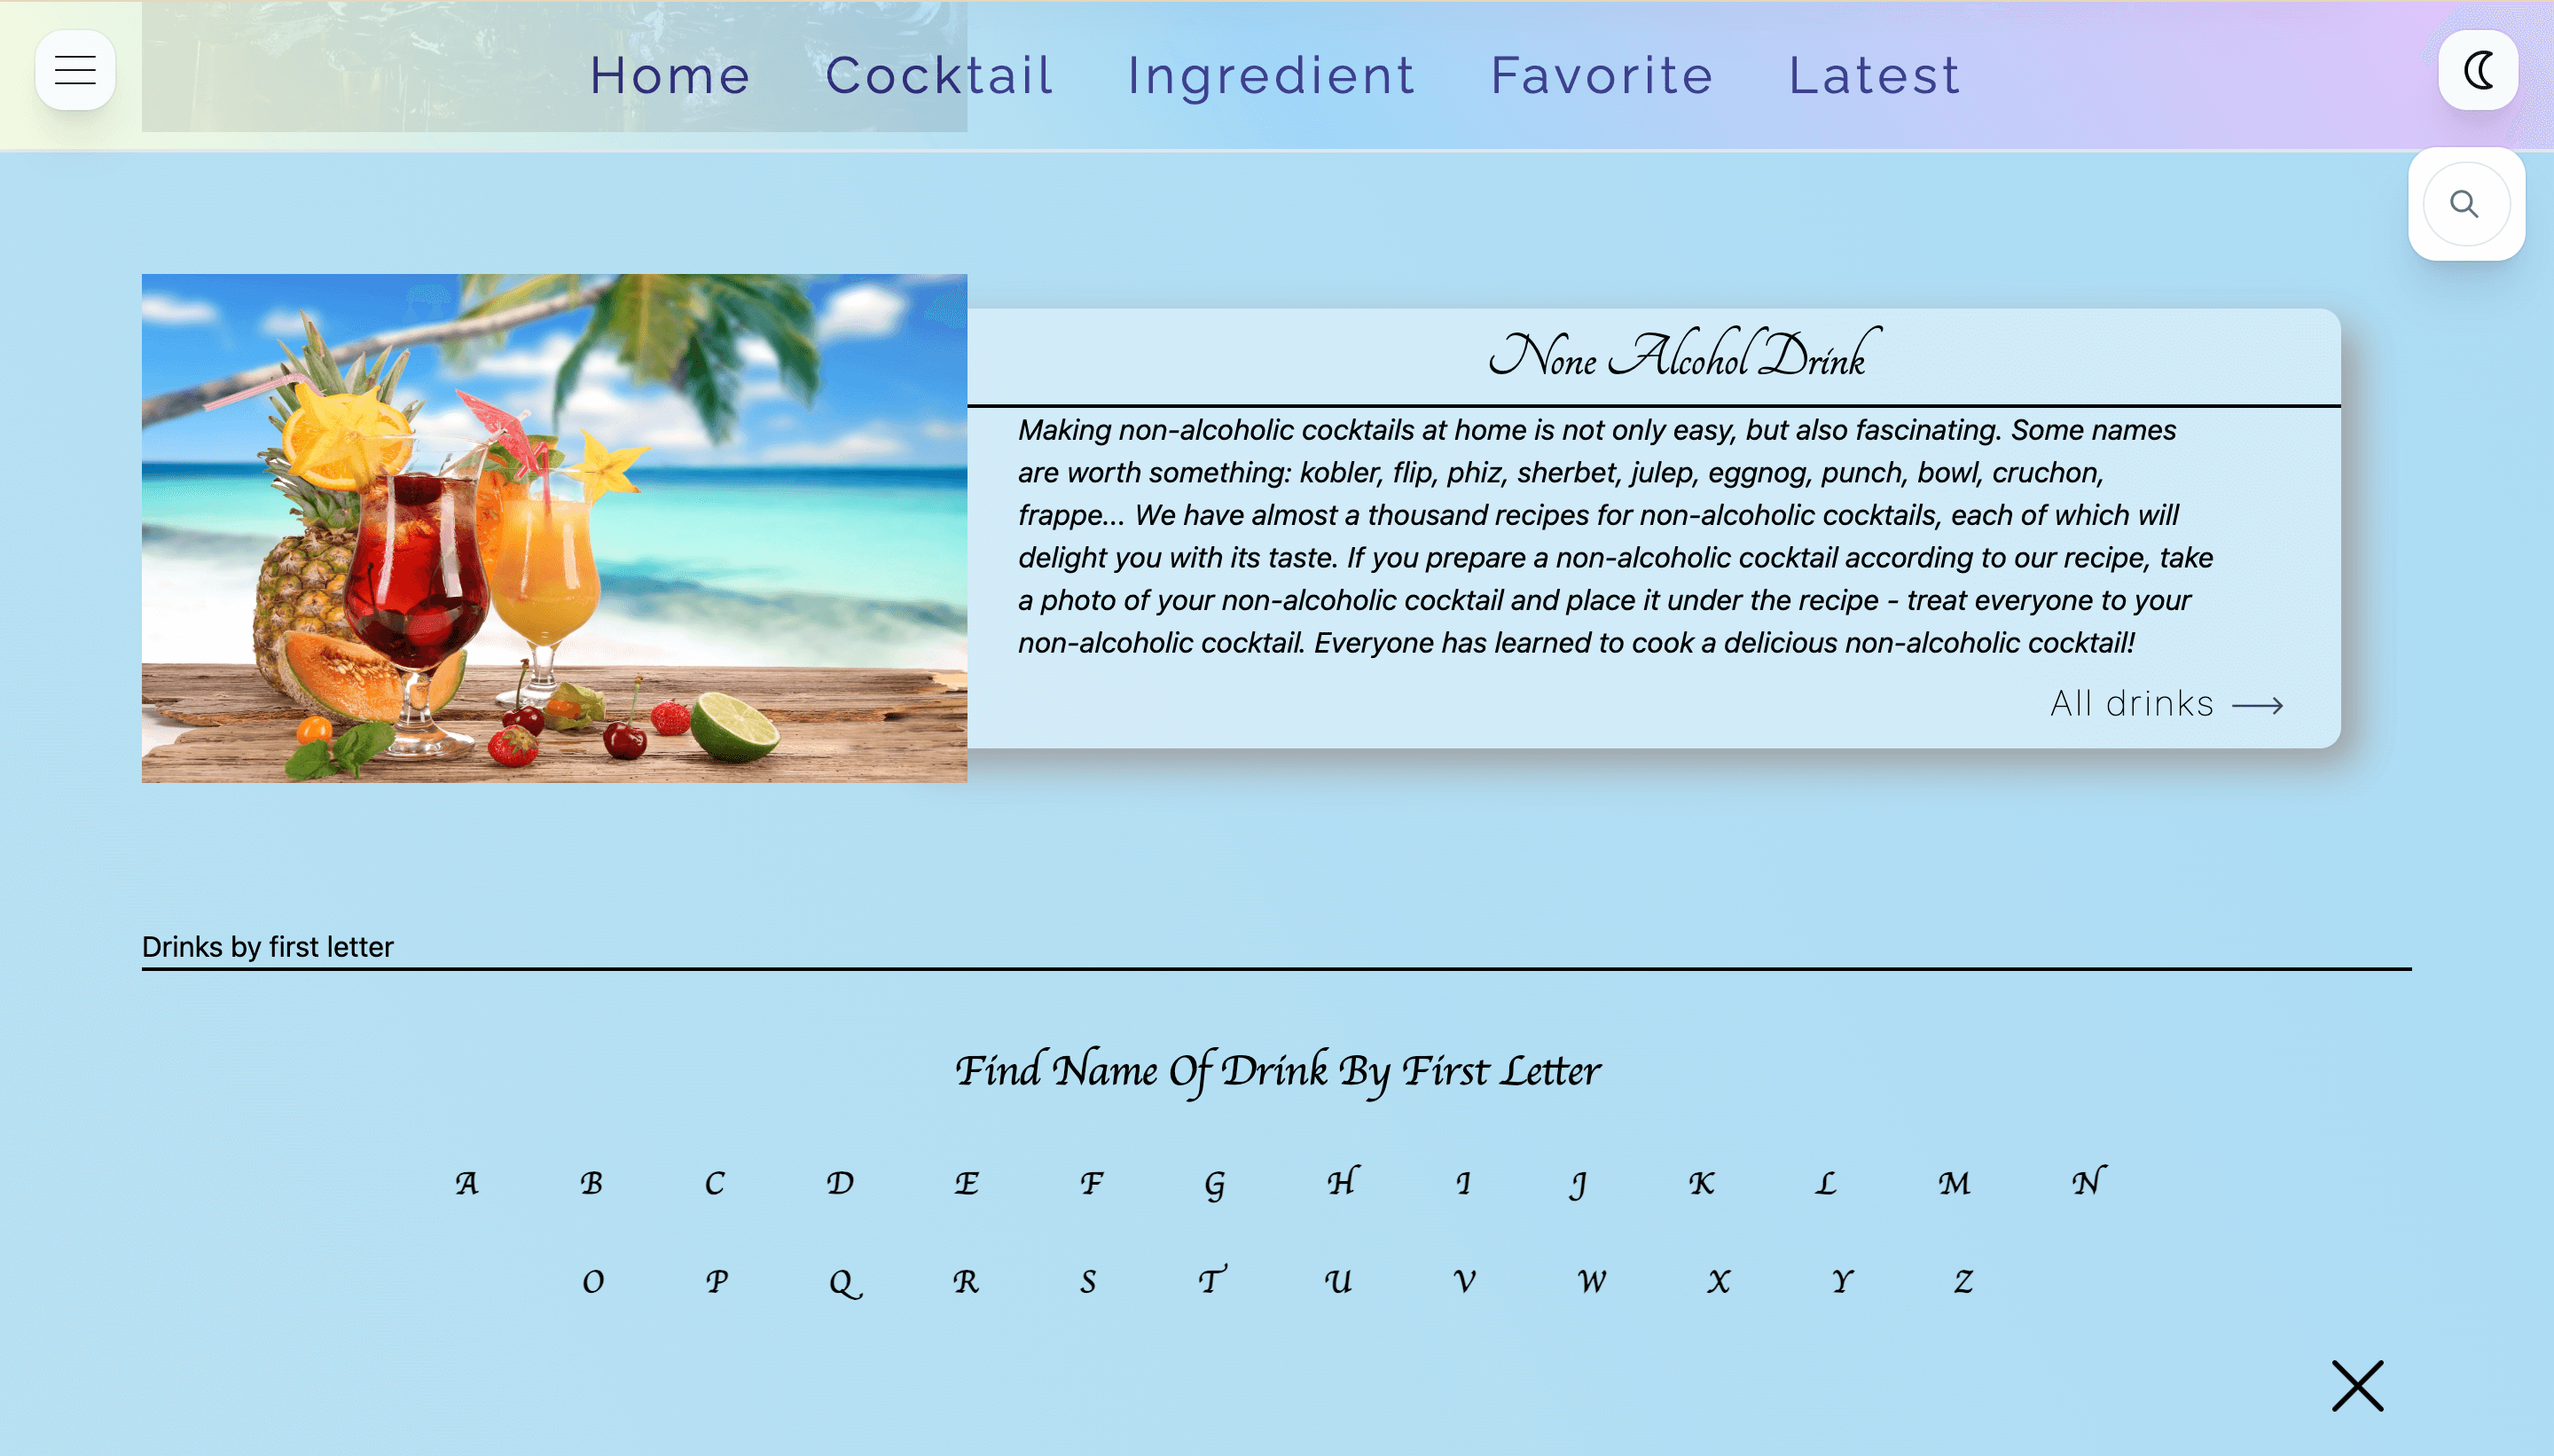 Home Cocktail Ingredient Favorite Latest
None Alcohol Drink
Making non-alcoholic cocktails at home is not only easy, but also fascinating. Some names
are worth something: kobler, flip, phiz, sherbet, julep, eggnog, punch, bowl, cruchon,
frappe... We have almost a thousand recipes for non-alcoholic cocktails, each of which will
delight you with its taste. If you prepare a non-alcoholic cocktail according to our recipe, take
a photo of your non-alcoholic cocktail and place it under the recipe - treat everyone to your
non-alcoholic cocktail. Everyone has learned to cook a delicious non-alcoholic cocktail!
All drinks
Drinks by first letter
Find Name Of Drink By First Letter
A B C D E F G H I J K L M N
O P Q R S T U V W X Y Z